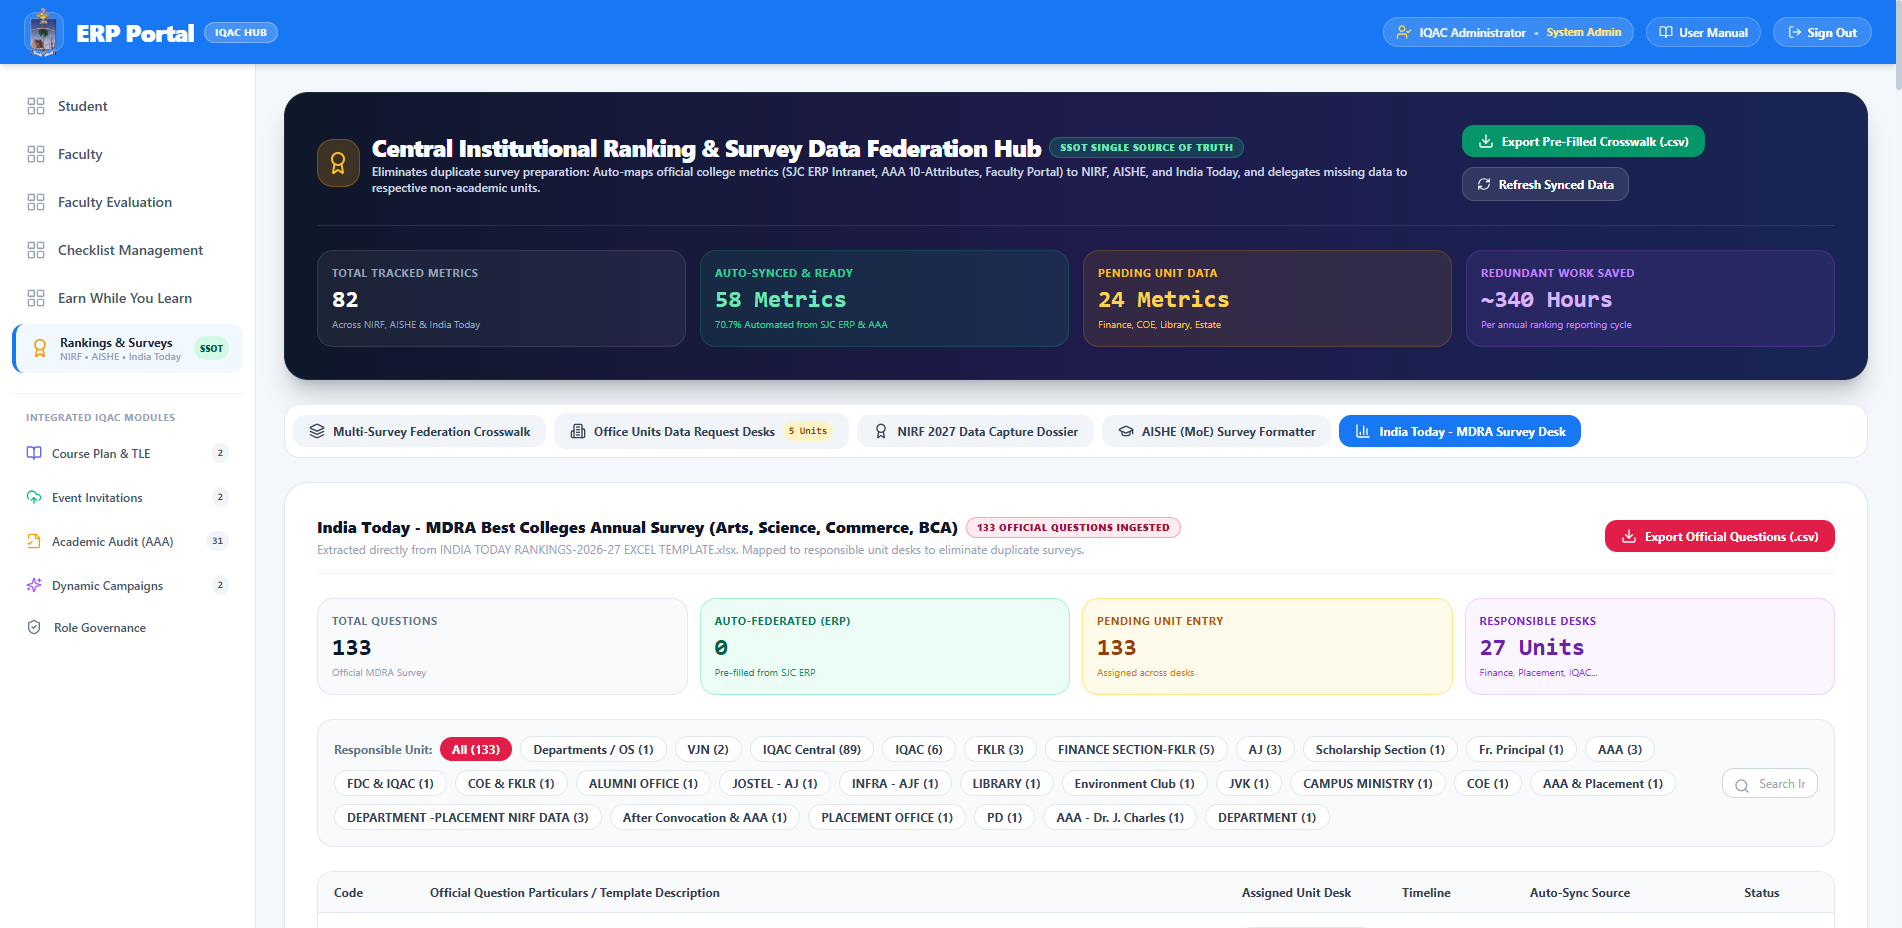 ERP Portal
IQAC HUB
IQAC Administrator • System Admin
User Manual
Sign Out
Student
Faculty
Faculty Evaluation
Checklist Management
Earn While You Learn
Rankings & Surveys
NIRF • AISHE • India Today
SSOT
INTEGRATED IQAC MODULES
Course Plan & TLE 2
Event Invitations 2
Academic Audit (AAA) 31
Dynamic Campaigns 2
Role Governance
Central Institutional Ranking & Survey Data Federation Hub
SSOT SINGLE SOURCE OF TRUTH
Eliminates duplicate survey preparation: Auto-maps official college metrics (SJC ERP Intranet, AAA 10-Attributes, Faculty Portal) to NIRF, AISHE, and India Today, and delegates missing data to
respective non-academic units.
Export Pre-Filled Crosswalk (.csv)
Refresh Synced Data
TOTAL TRACKED METRICS
82
Across NIRF, AISHE & India Today
AUTO-SYNCED & READY
58 Metrics
70.7% Automated from SJC ERP & AAA
PENDING UNIT DATA
24 Metrics
Finance, COE, Library, Estate
REDUNDANT WORK SAVED
~340 Hours
Per annual ranking reporting cycle
Multi-Survey Federation Crosswalk
Office Units Data Request Desks 5 Units
NIRF 2027 Data Capture Dossier
AISHE (MoE) Survey Formatter
India Today - MDRA Survey Desk
India Today - MDRA Best Colleges Annual Survey (Arts, Science, Commerce, BCA)
133 OFFICIAL QUESTIONS INGESTED
Extracted directly from INDIA TODAY RANKINGS-2026-27 EXCEL TEMPLATE.xlsx. Mapped to responsible unit desks to eliminate duplicate surveys.
Export Official Questions (.csv)
TOTAL QUESTIONS
133
Official MDRA Survey
AUTO-FEDERATED (ERP)
0
Pre-filled from SJC ERP
PENDING UNIT ENTRY
133
Assigned across desks
RESPONSIBLE DESKS
27 Units
Finance, Placement, IQAC...
Responsible Unit: All (133) Departments / OS (1) VJN (2) IQAC Central (89) IQAC (6) FKLR (3) FINANCE SECTION-FKLR (5) AJ (3) Scholarship Section (1) Fr. Principal (1) AAA (3)
FDC & IQAC (1) COE & FKLR (1) ALUMNI OFFICE (1) JOSTEL - AJ (1) INFRA - AJF (1) LIBRARY (1) Environment Club (1) JVK (1) CAMPUS MINISTRY (1) COE (1) AAA & Placement (1)
Search Ir
DEPARTMENT -PLACEMENT NIRF DATA (3) After Convocation & AAA (1) PLACEMENT OFFICE (1) PD (1) AAA - Dr. J. Charles (1) DEPARTMENT (1)
Code Official Question Particulars / Template Description Assigned Unit Desk Timeline Auto-Sync Source Status